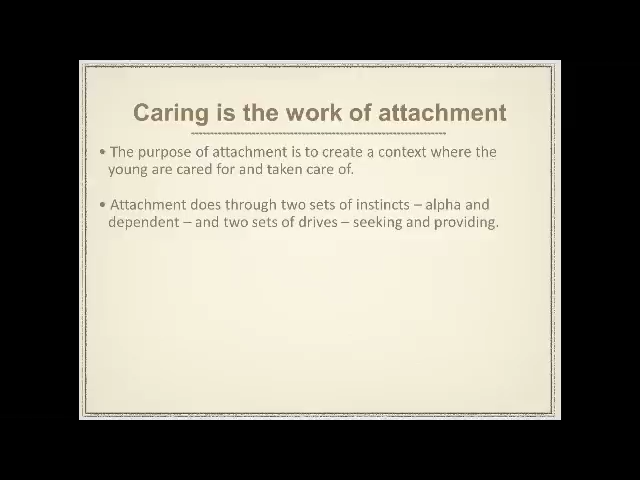 Caring is the work of attachment
• The purpose of attachment is to create a context where the
young are cared for and taken care of.
• Attachment does through two sets of instincts – alpha and
dependent – and two sets of drives – seeking and providing.